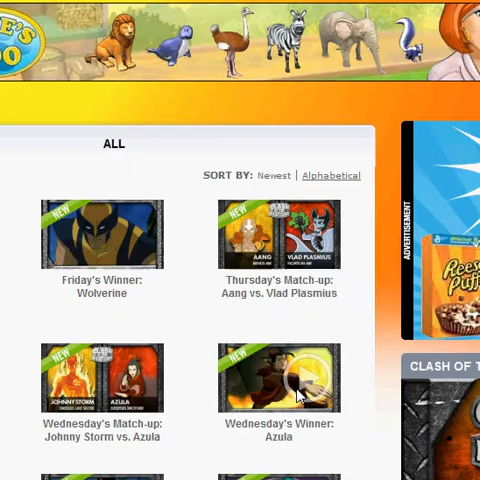 E'S
OO
ALL
SORT BY: Newest | Alphabetical
NEW
NEW
AANG
VLAD PLASMIUS
Friday's Winner:
Wolverine
Thursday's Match-up:
Aang vs. Vlad Plasmius
ADVERTISEMENT
Reese's
Puffs
NEW
NEW
JOHNNY STORM
AZULA
Wednesday's Match-up:
Johnny Storm vs. Azula
Wednesday's Winner:
Azula
CLASH OF T